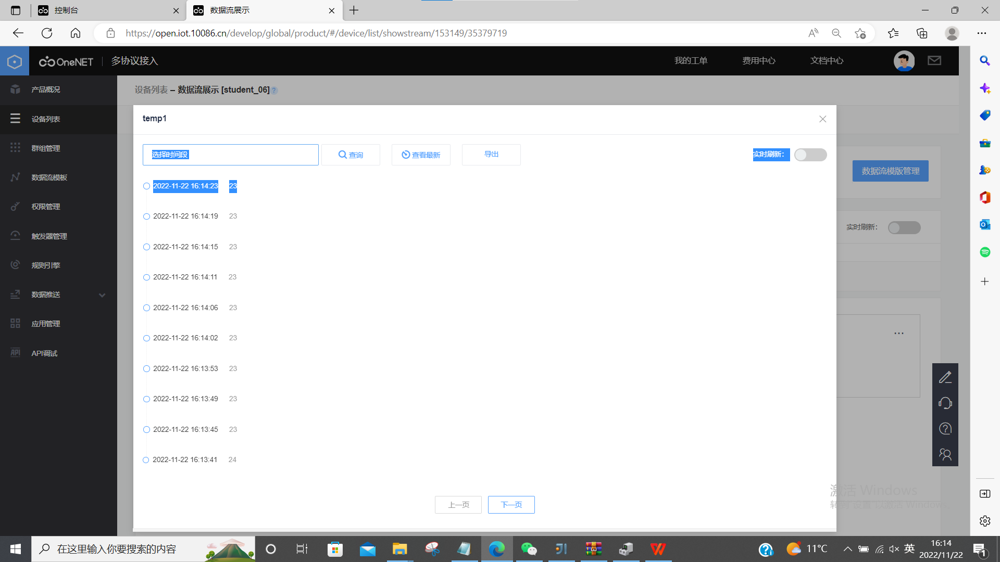 控制台
数据流展示
https://open.iot.10086.cn/develop/global/product/#/device/list/showstream/153149/35379719
OneNET
多协议接入
我的工单
费用中心
文档中心
产品概况
设备列表
群组管理
数据流模板
权限管理
触发器管理
规则引擎
数据推送
应用管理
API
API调试
设备列表 – 数据流展示 [student_06] ?
temp1
选择时间段
查询
查看最新
导出
实时刷新:
2022-11-22 16:14:23 23
2022-11-22 16:14:19 23
2022-11-22 16:14:15 23
2022-11-22 16:14:11 23
2022-11-22 16:14:06 23
2022-11-22 16:14:02 23
2022-11-22 16:13:53 23
2022-11-22 16:13:49 23
2022-11-22 16:13:45 23
2022-11-22 16:13:41 24
上一页
下一页
数据流模版管理
实时刷新:
...
激活 Windows
转到"设置"以激活 Windows。
在这里输入你要搜索的内容
11°C
英
16:14
2022/11/22
1